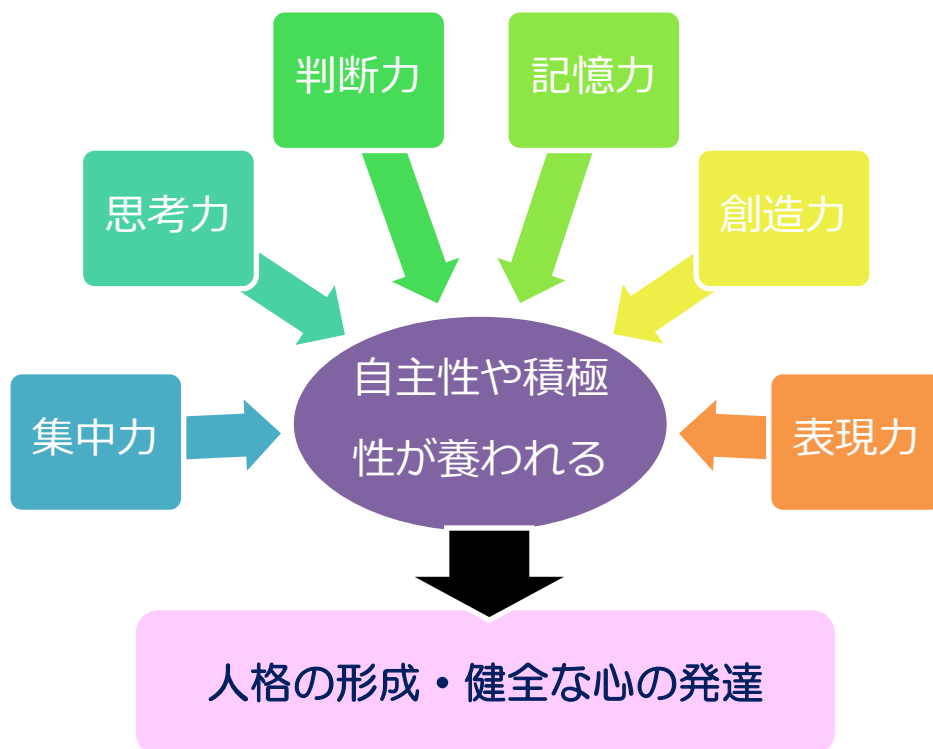 判断力
記憶力
思考力
創造力
集中力
自主性や積極
性が養われる
表現力
人格の形成・健全な心の発達